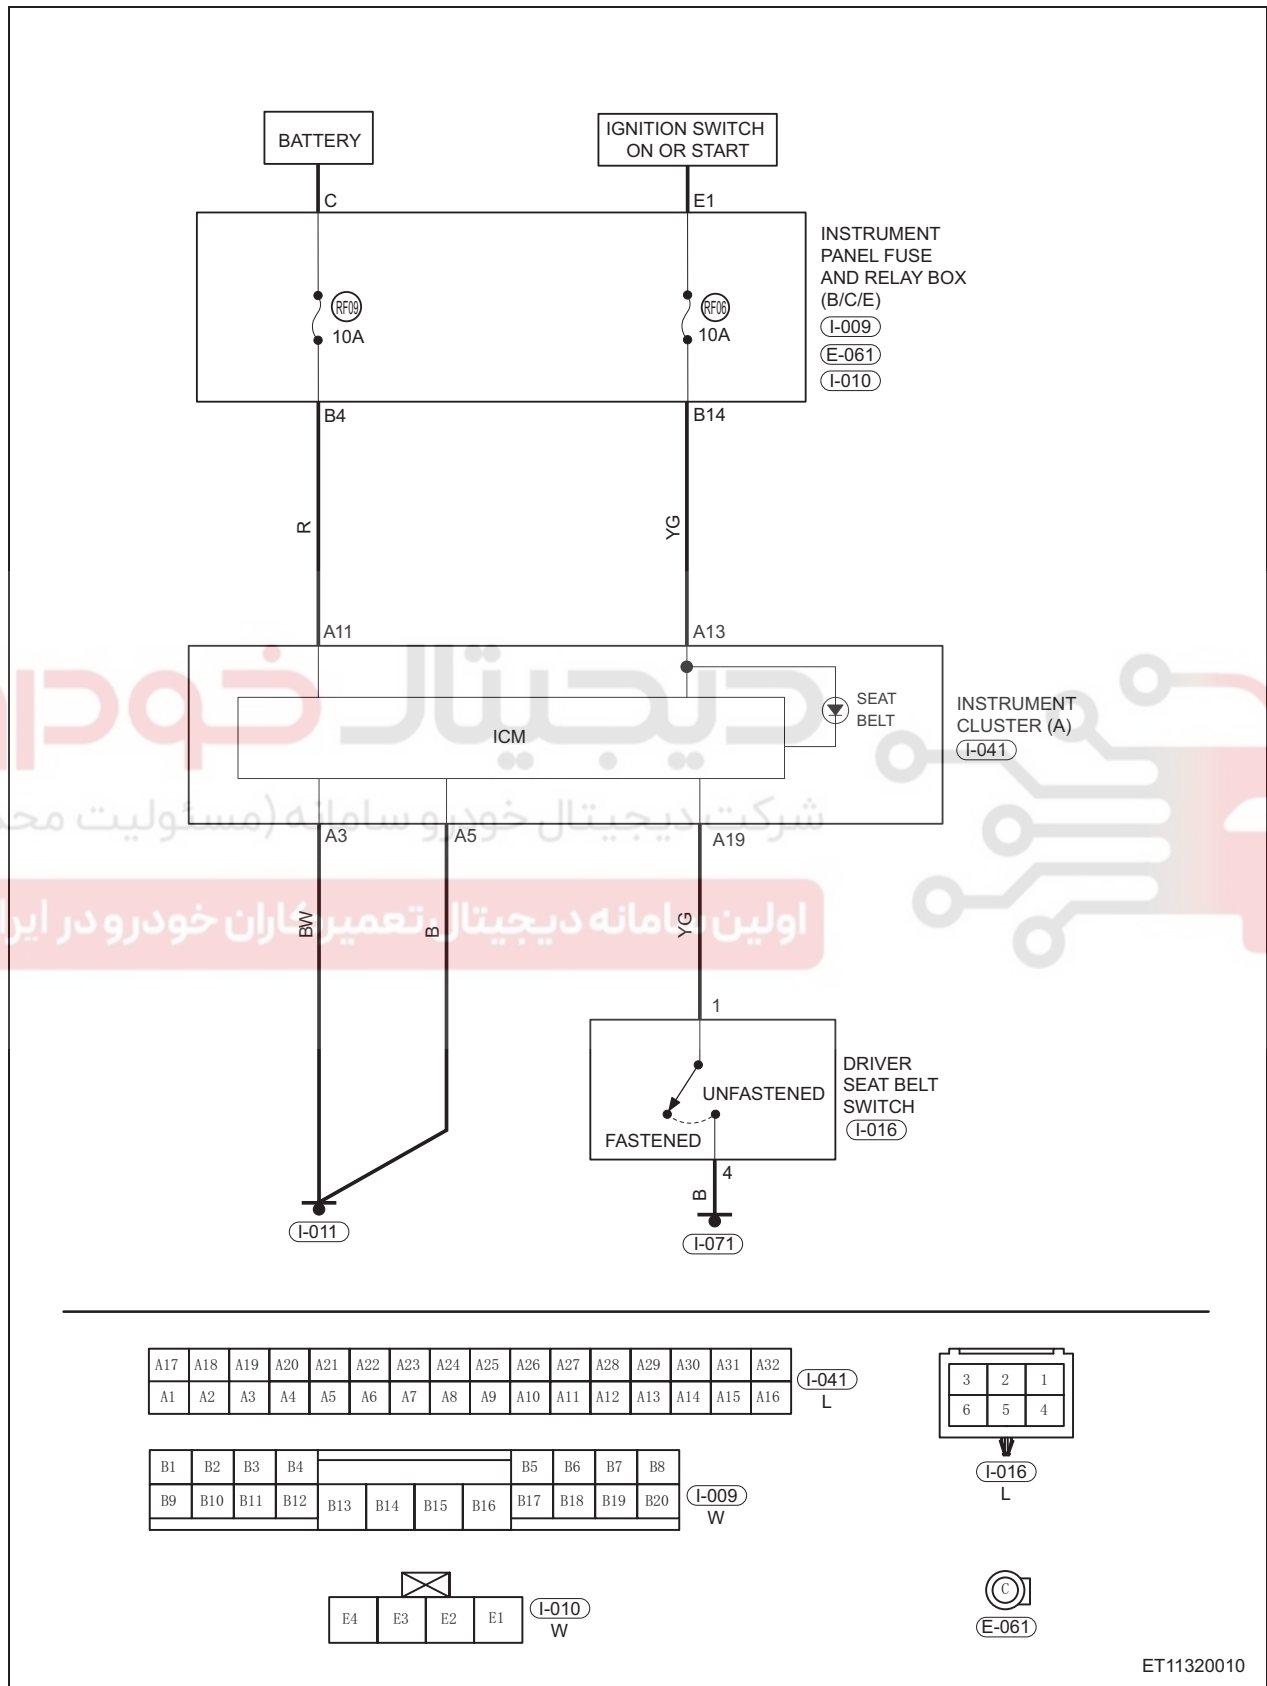 BATTERY
IGNITION SWITCH
ON OR START
C
E1
INSTRUMENT
PANEL FUSE
AND RELAY BOX
(B/C/E)
I-009
E-061
I-010
RF09
10A
RF06
10A
B4
B14
R
YG
A11
A13
دیجیتال خودرو
SEAT
BELT
ICM
INSTRUMENT
CLUSTER (A)
I-041
شرکت دیجیتال خودرو سامانه (مسئولیت
A3
A5
A19
اولین سامانه دیجیتال تعمیرکاران خودرو در
BW
B
YG
1
DRIVER
SEAT BELT
SWITCH
I-016
UNFASTENED
FASTENED
4
B
I-011
I-071
A17 A18 A19 A20 A21 A22 A23 A24 A25 A26 A27 A28 A29 A30 A31 A32
A1 A2 A3 A4 A5 A6 A7 A8 A9 A10 A11 A12 A13 A14 A15 A16
I-041
L
3 2 1
6 5 4
I-016
L
B1 B2 B3 B4 B5 B6 B7 B8
B9 B10 B11 B12 B13 B14 B15 B16 B17 B18 B19 B20
I-009
W
E4 E3 E2 E1
I-010
W
C
E-061
ET11320010